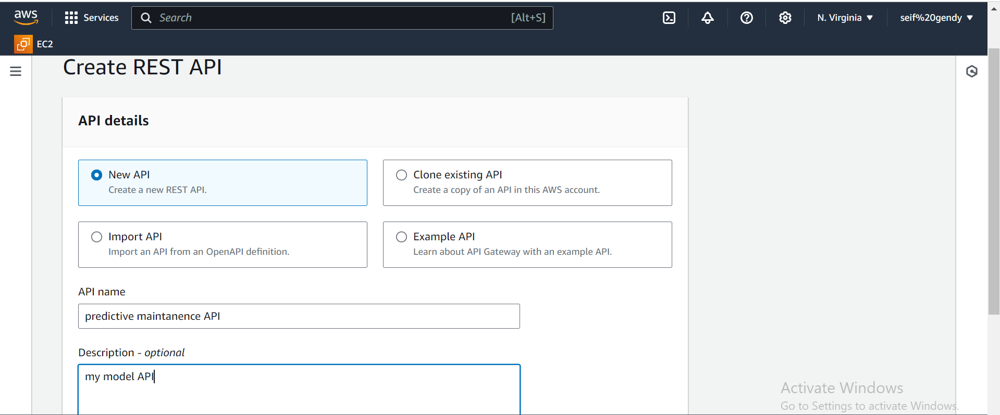 aws
Services
Search [Alt+S]
N. Virginia
seif%20gendy
EC2
Create REST API
API details
New API
Create a new REST API.
Clone existing API
Create a copy of an API in this AWS account.
Import API
Import an API from an OpenAPI definition.
Example API
Learn about API Gateway with an example API.
API name
predictive maintanence API
Description - optional
my model API
Activate Windows
Go to Settings to activate Windows.